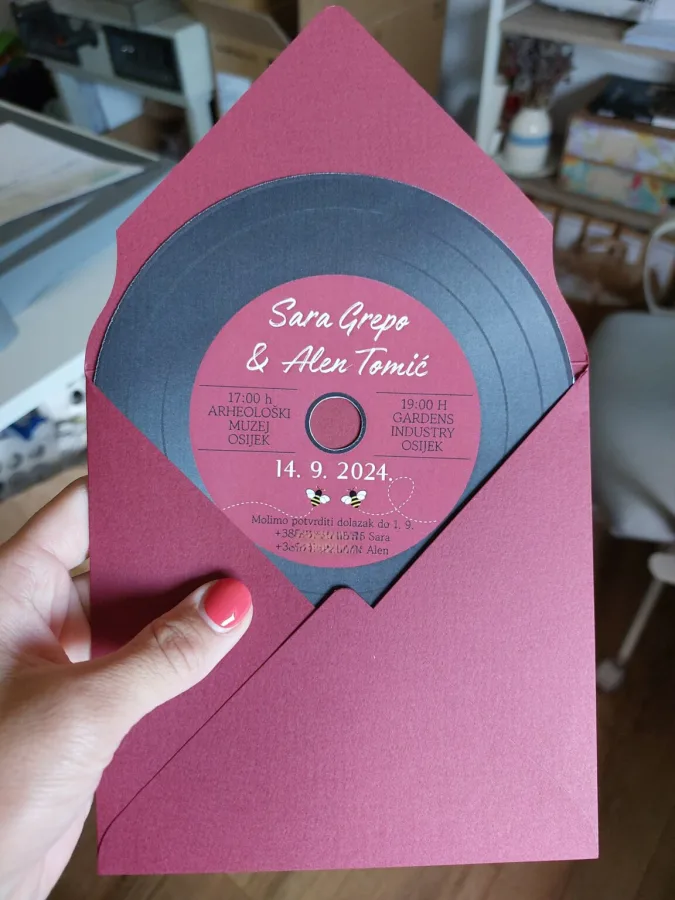 Sara Grepo
& Alen Tomić
17:00 h
ARHEOLOŠKI
MUZEJ
OSIJEK
19:00 H
GARDENS
INDUSTRY
OSIJEK
14. 9. 2024.
Molimo potvrditi dolazak do 1. 9.
Sara
Alen